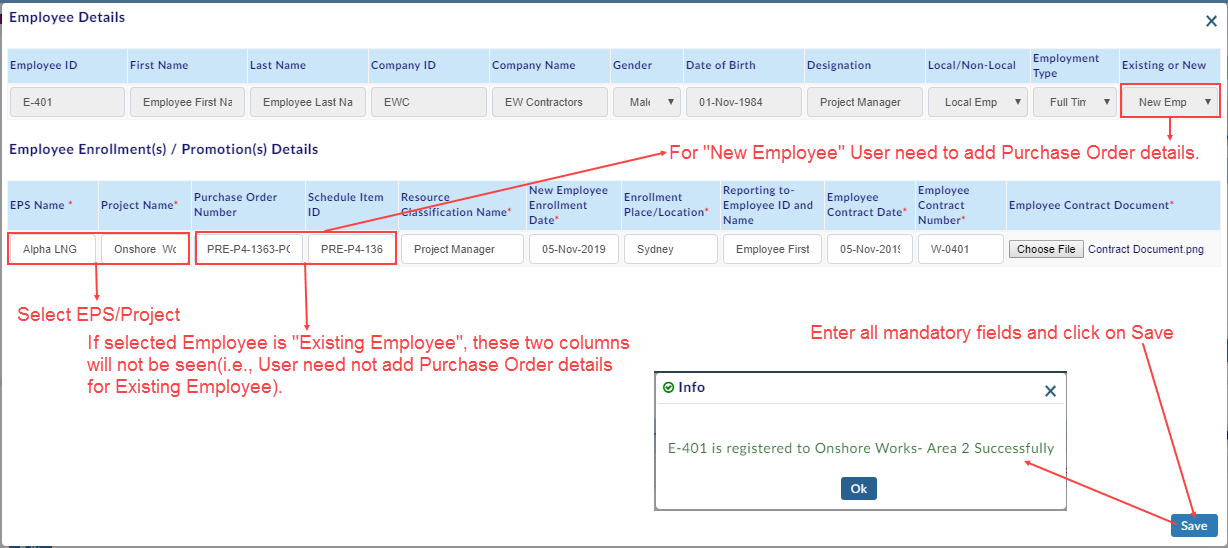 Employee Details
Employee ID First Name Last Name Company ID Company Name Gender Date of Birth Designation Local/Non-Local Employment Type Existing or New
E-401 Employee First Na Employee Last Na EWC EW Contractors Male 01-Nov-1984 Project Manager Local Emp Full Tim New Emp
Employee Enrollment(s) / Promotion(s) Details
For "New Employee" User need to add Purchase Order details.
EPS Name * Project Name* Purchase Order Number Schedule Item ID Resource Classification Name* New Employee Enrollment Date* Enrollment Place/Location* Reporting to- Employee ID and Name Employee Contract Date* Employee Contract Number* Employee Contract Document*
Alpha LNG Onshore Wo PRE-P4-1363-PO PRE-P4-136 Project Manager 05-Nov-2019 Sydney Employee First 05-Nov-2019 W-0401 Choose File Contract Document.png
Select EPS/Project
If selected Employee is "Existing Employee", these two columns
will not be seen(i.e., User need not add Purchase Order details
for Existing Employee).
Enter all mandatory fields and click on Save
Info
E-401 is registered to Onshore Works- Area 2 Successfully
Ok
Save